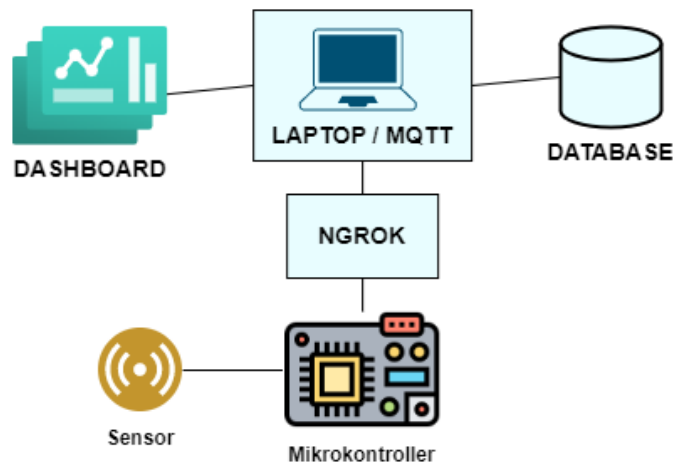 LAPTOP / MQTT
DASHBOARD
DATABASE
NGROK
Sensor
Mikrokontroller